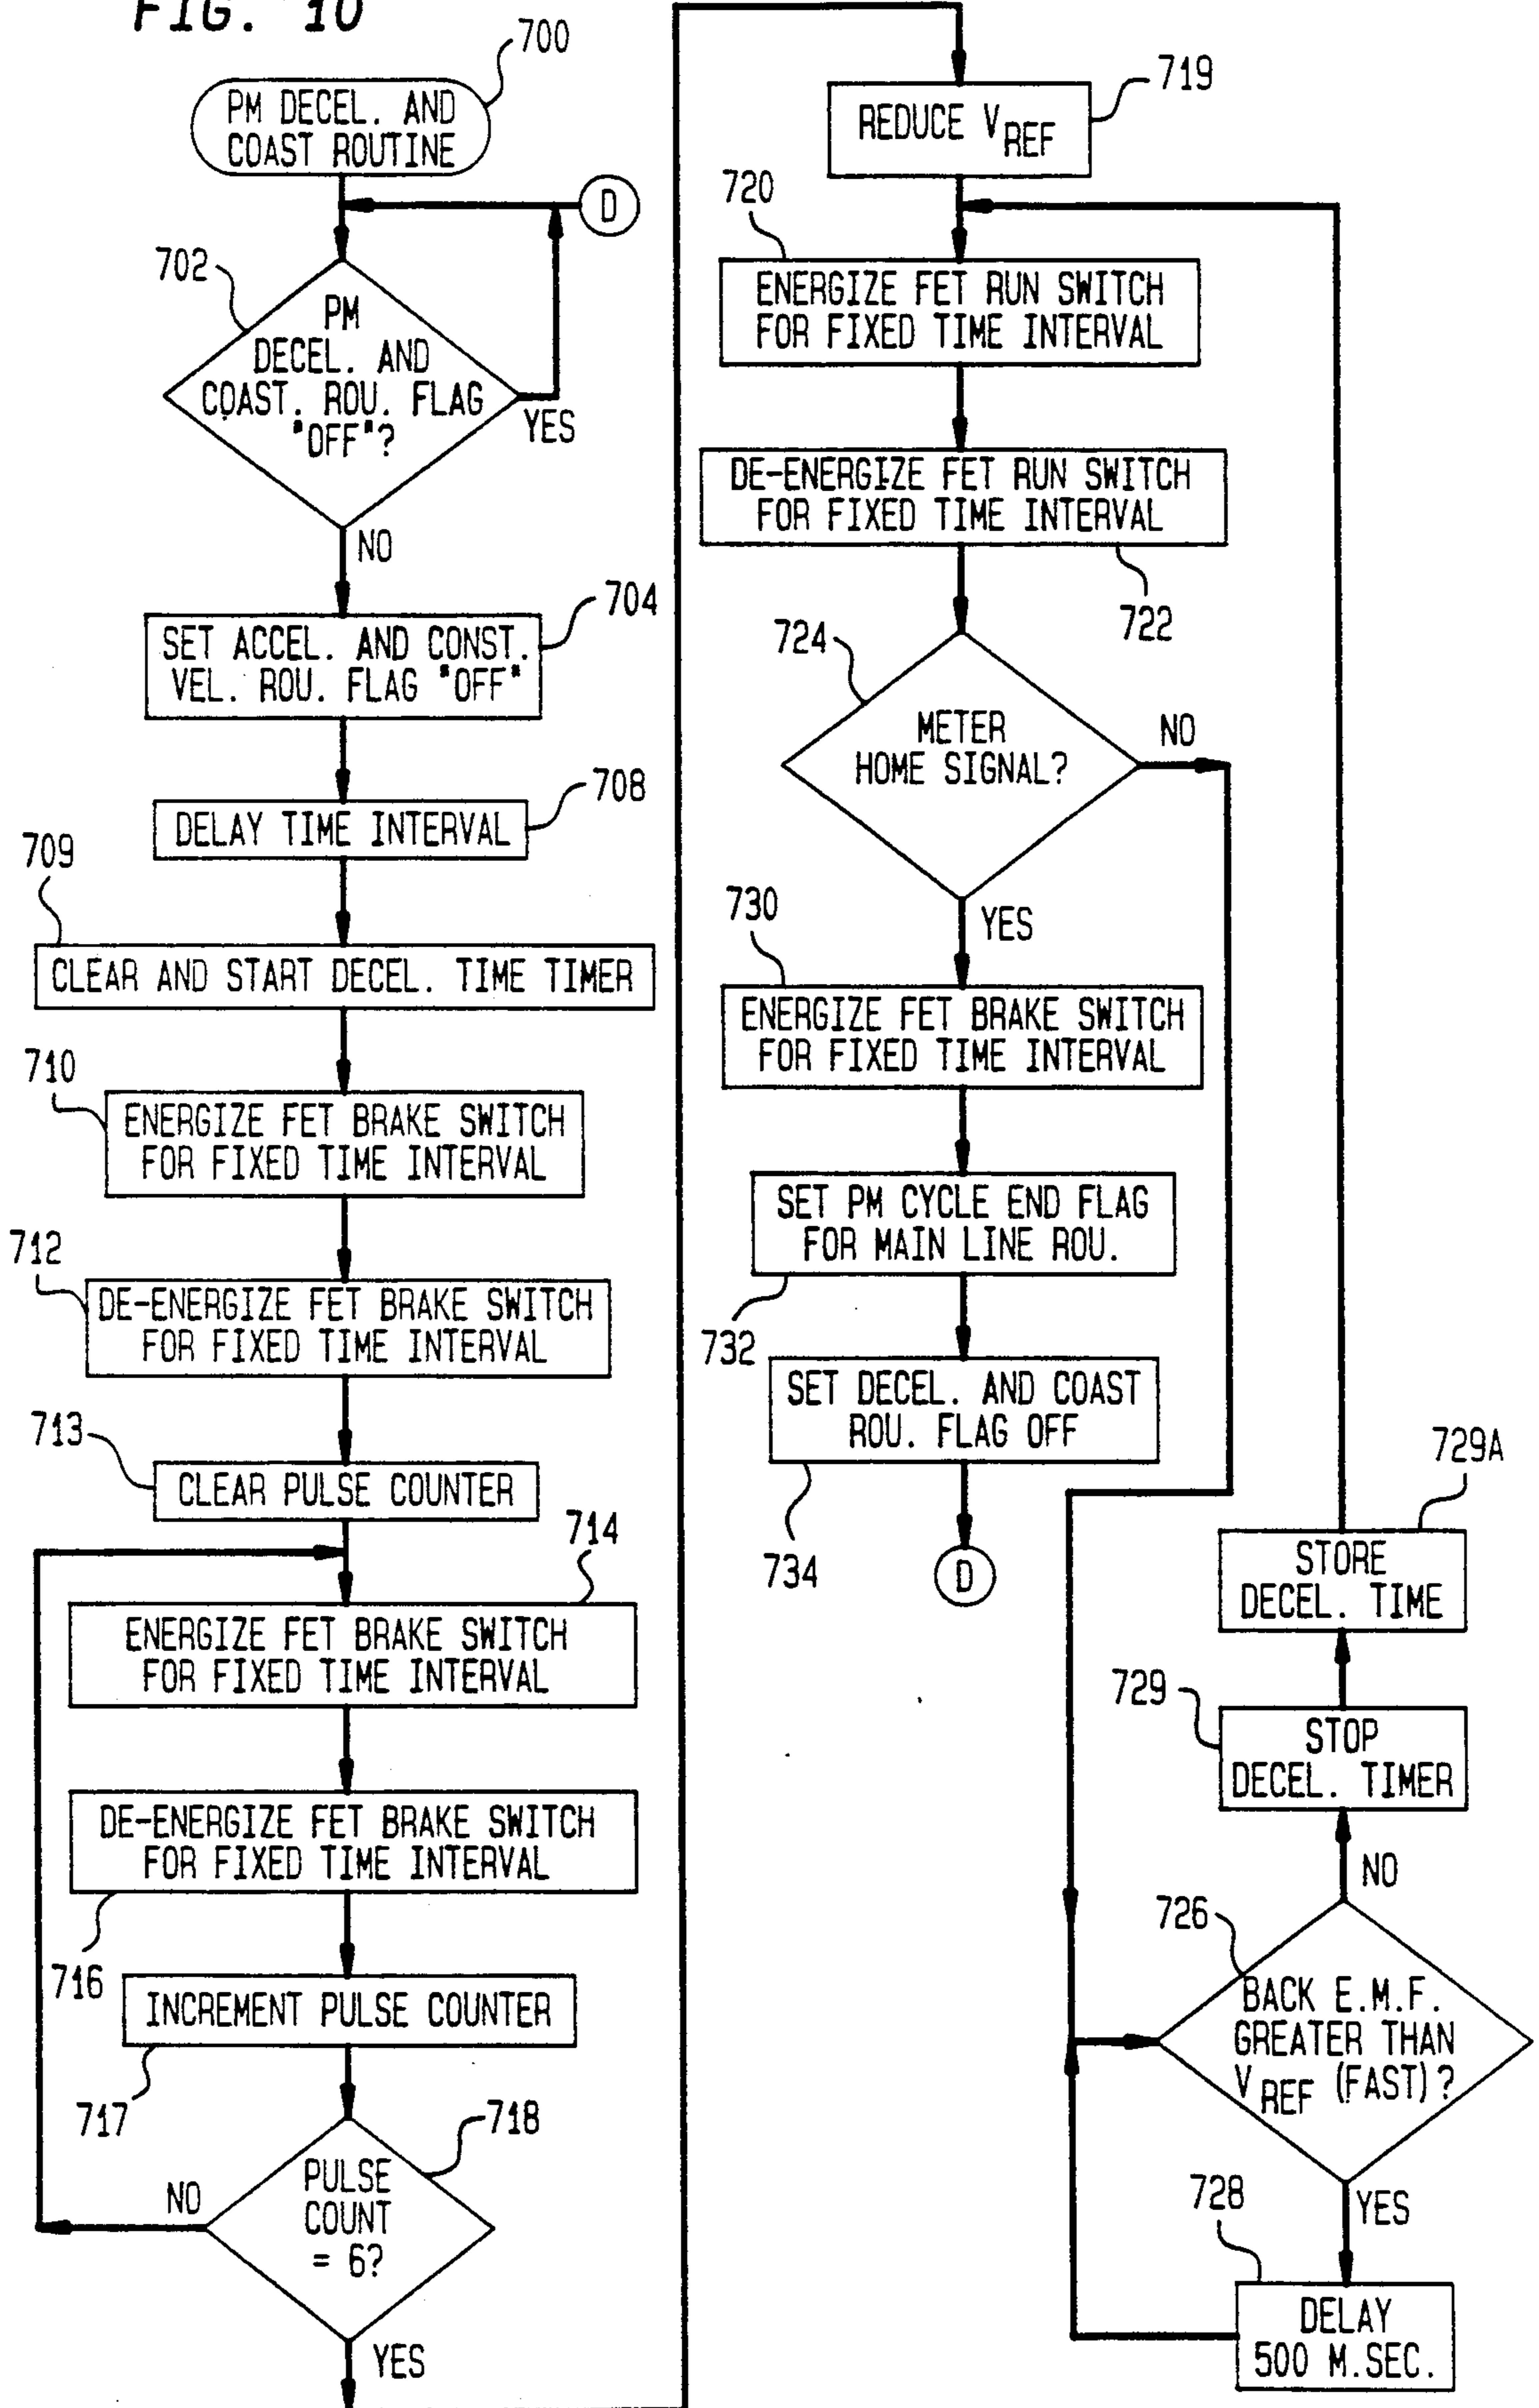 FIG. 10
700
PM DECEL. AND
COAST ROUTINE
D
702
PM
DECEL. AND
COAST. ROU. FLAG
"OFF"?
YES
NO
704
SET ACCEL. AND CONST.
VEL. ROU. FLAG "OFF"
708
DELAY TIME INTERVAL
709
CLEAR AND START DECEL. TIME TIMER
710
ENERGIZE FET BRAKE SWITCH
FOR FIXED TIME INTERVAL
712
DE-ENERGIZE FET BRAKE SWITCH
FOR FIXED TIME INTERVAL
713
CLEAR PULSE COUNTER
714
ENERGIZE FET BRAKE SWITCH
FOR FIXED TIME INTERVAL
DE-ENERGIZE FET BRAKE SWITCH
FOR FIXED TIME INTERVAL
716
INCREMENT PULSE COUNTER
717
718
PULSE
COUNT
= 6?
NO
YES
719
REDUCE VREF
720
ENERGIZE FET RUN SWITCH
FOR FIXED TIME INTERVAL
DE-ENERGIZE FET RUN SWITCH
FOR FIXED TIME INTERVAL
722
724
METER
HOME SIGNAL?
NO
YES
730
ENERGIZE FET BRAKE SWITCH
FOR FIXED TIME INTERVAL
SET PM CYCLE END FLAG
FOR MAIN LINE ROU.
732
SET DECEL. AND COAST
ROU. FLAG OFF
734
D
729A
STORE
DECEL. TIME
729
STOP
DECEL. TIMER
NO
726
BACK E.M.F.
GREATER THAN
VREF (FAST)?
YES
728
DELAY
500 M.SEC.